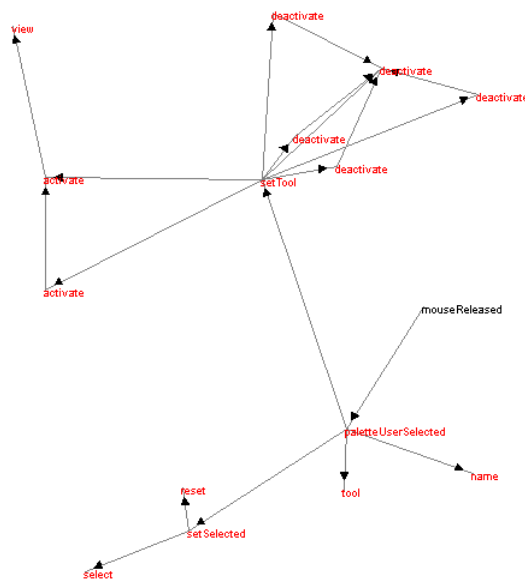 deactivate
view
deactivate
deactivate
deactivate
deactivate
activate
setTool
activate
mouseReleased
paletteUserSelected
name
reset
tool
setSelected
select